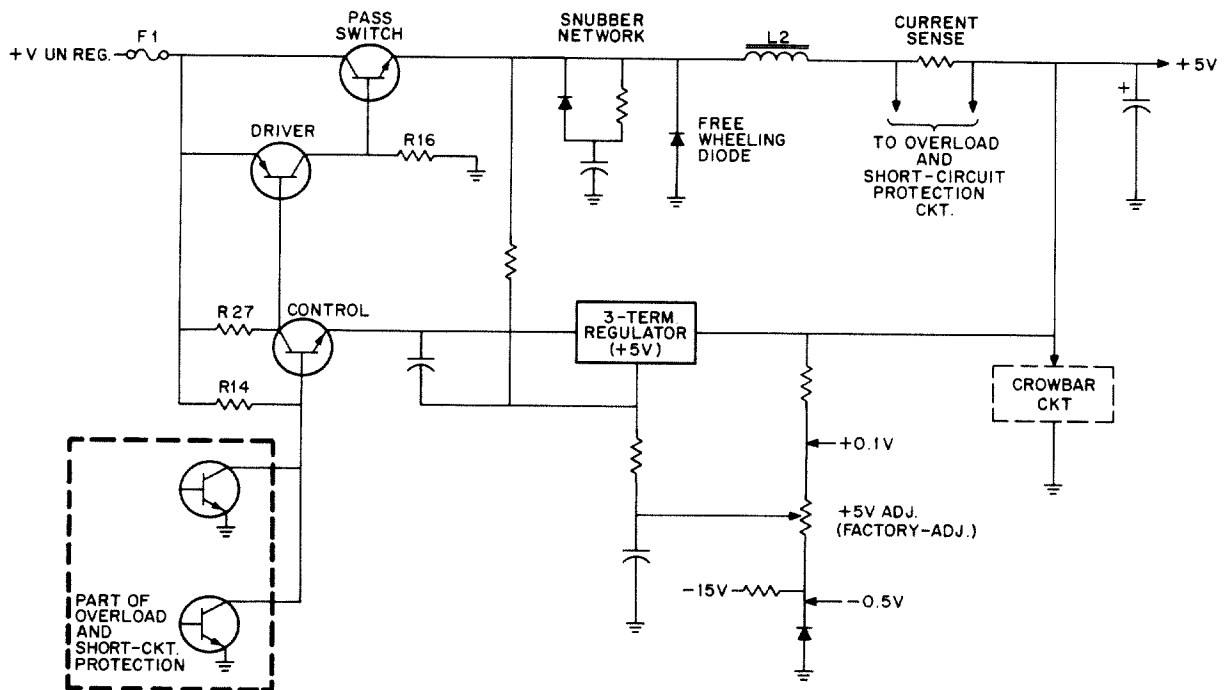 PASS
SWITCH
SNUBBER
NETWORK
L2
CURRENT
SENSE
F1
+V UN REG.
+5V
+
DRIVER
R16
FREE
WHEELING
DIODE
TO OVERLOAD
AND
SHORT-CIRCUIT
PROTECTION
CKT.
R27
CONTROL
3-TERM
REGULATOR
(+5V)
R14
CROWBAR
CKT
+0.1V
+5V ADJ.
(FACTORY-ADJ.)
-15V
-0.5V
PART OF
OVERLOAD
AND
SHORT-CKT.
PROTECTION